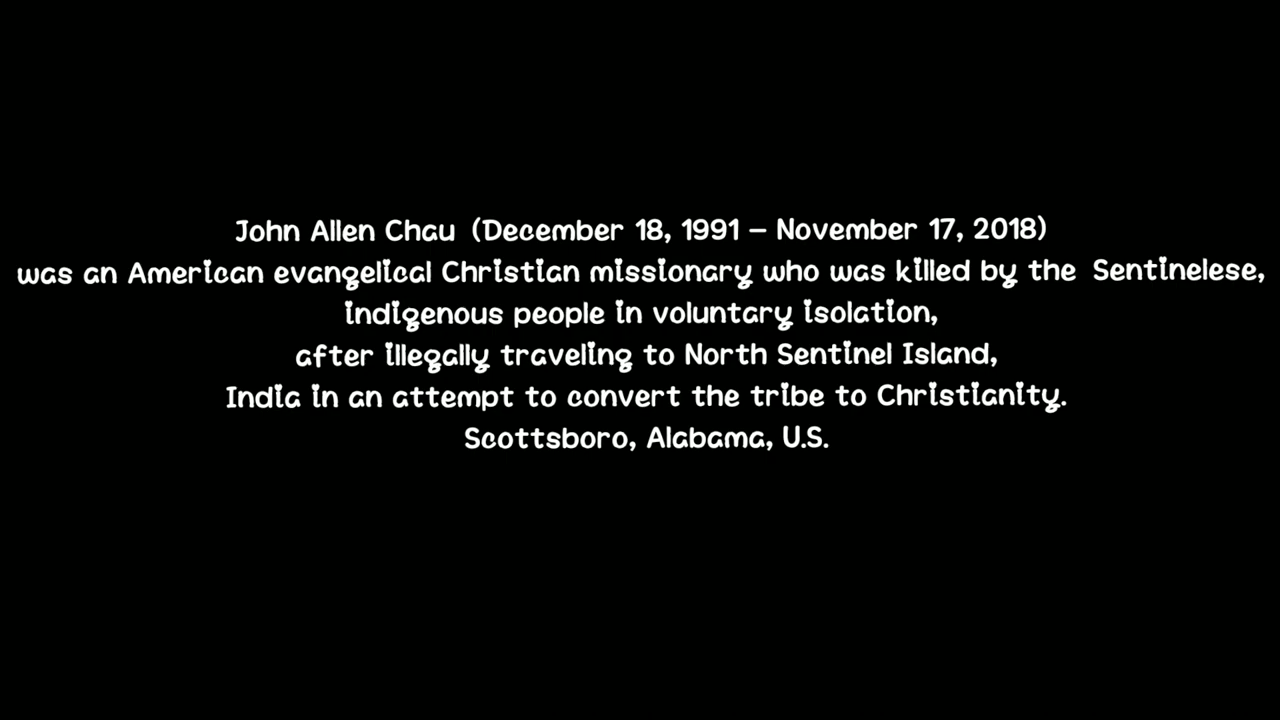 John Allen Chau (December 18, 1991 – November 17, 2018)
was an American evangelical Christian missionary who was killed by the Sentinelese,
indigenous people in voluntary isolation,
after illegally traveling to North Sentinel Island,
India in an attempt to convert the tribe to Christianity.
Scottsboro, Alabama, U.S.